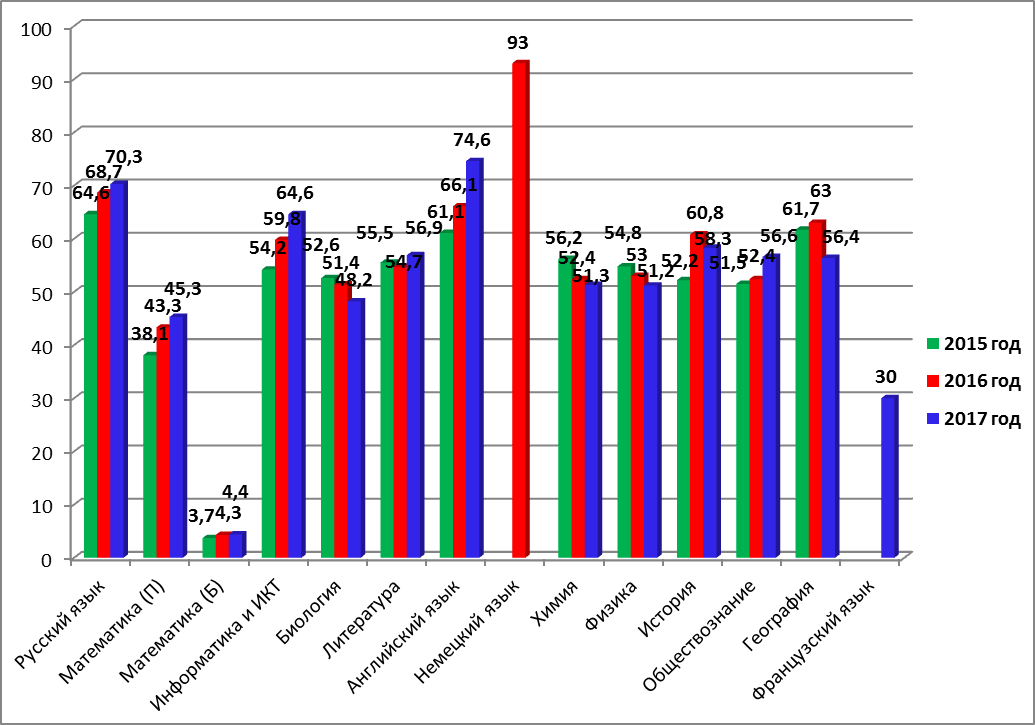 100
90
80
70
60
50
40
30
20
10
0
64,6
68,7
70,3
38,1
43,3
45,3
3,7
4,3
4,4
54,2
59,8
64,6
52,6
51,4
48,2
55,5
54,7
56,9
61,1
66,1
74,6
93
56,2
52,4
51,3
54,8
53
51,2
52,2
60,8
58,3
51,5
52,4
56,6
61,7
63
56,4
30
Русский язык
Математика (П)
Математика (Б)
Информатика и ИКТ
Биология
Литература
Английский язык
Немецкий язык
Химия
Физика
История
Обществознание
География
Французский язык
2015 год
2016 год
2017 год